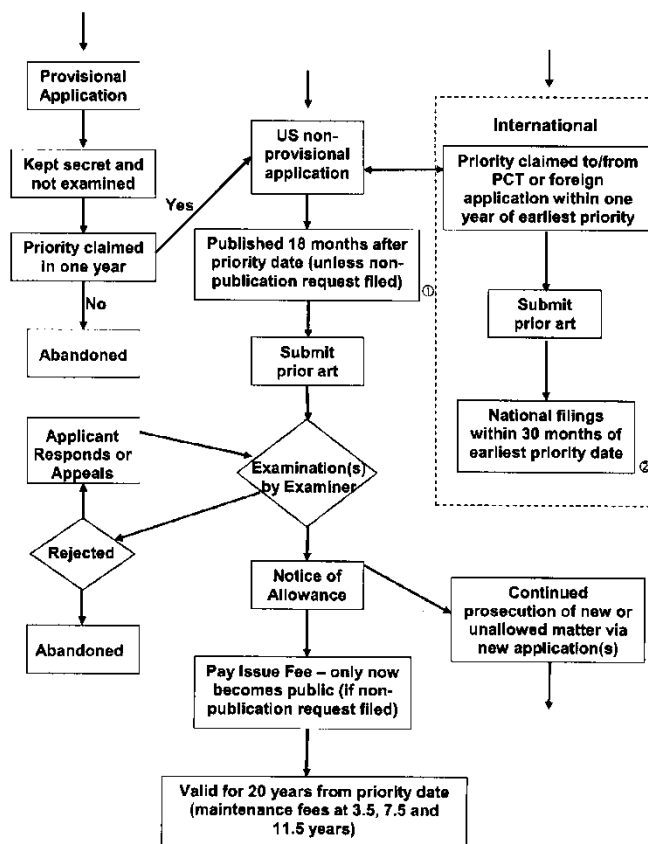 Provisional
Application
Kept secret and
not examined
Yes
Priority claimed
in one year
No
Abandoned
US non-
provisional
application
Published 18 months after
priority date (unless non-
publication request filed)
①
Submit
prior art
International
Priority claimed to/from
PCT or foreign
application within one
year of earliest priority
Submit
prior art
National filings
within 30 months of
earliest priority date
②
Applicant
Responds or
Appeals
Examination(s)
by Examiner
Rejected
Abandoned
Notice of
Allowance
Continued
prosecution of new or
unallowed matter via
new application(s)
Pay Issue Fee – only now
becomes public (if non-
publication request filed)
Valid for 20 years from priority date
(maintenance fees at 3.5, 7.5 and
11.5 years)